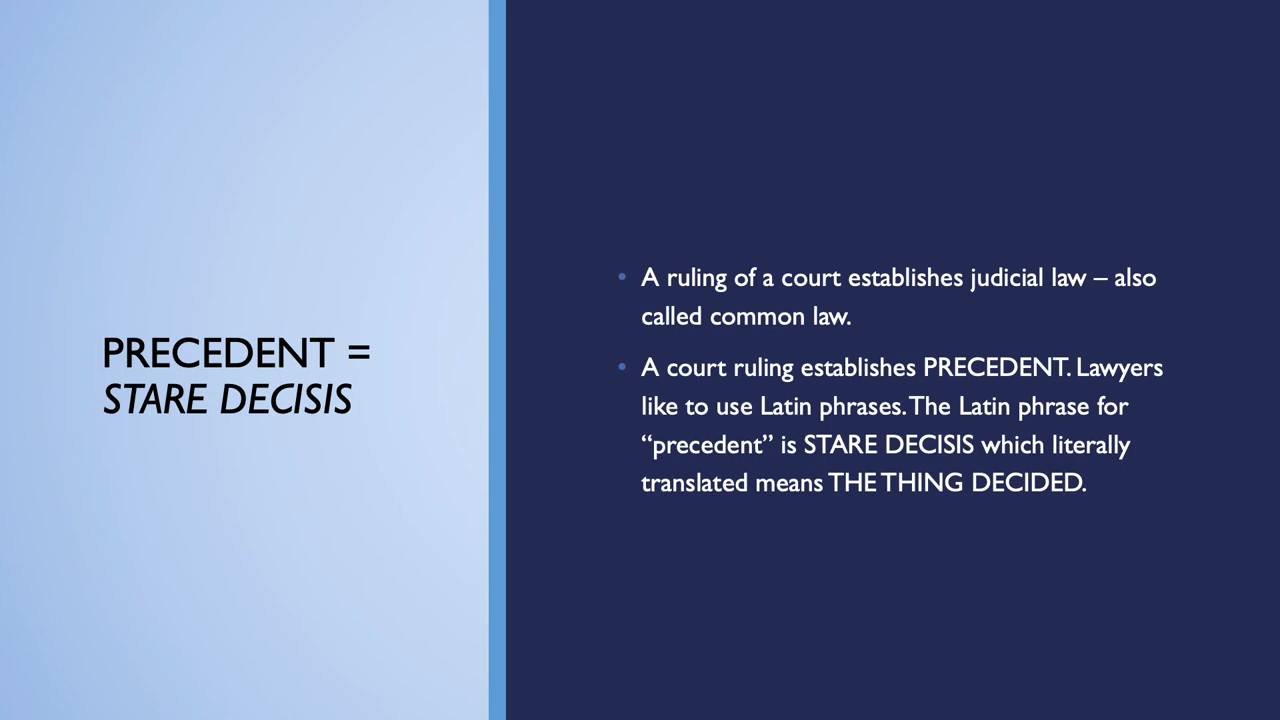 PRECEDENT =
STARE DECISIS
• A ruling of a court establishes judicial law – also
called common law.
• A court ruling establishes PRECEDENT. Lawyers
like to use Latin phrases. The Latin phrase for
“precedent” is STARE DECISIS which literally
translated means THE THING DECIDED.